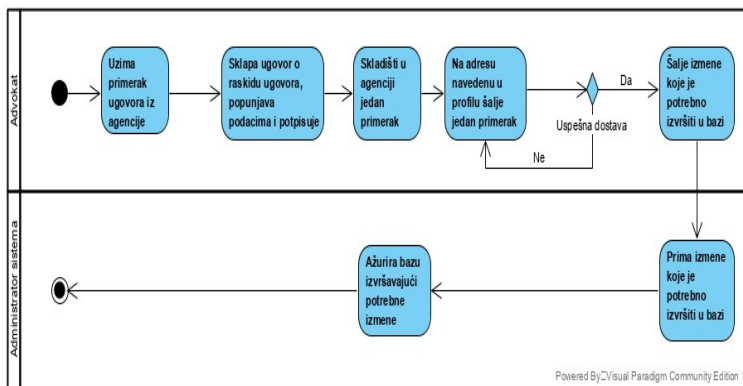 Advokat
Uzima
primerak
ugovora iz
agencije
Sklapa ugovor o
raskidu ugovora,
popunjava
podacima i potpisuje
Skladišti u
agenciji
jedan
primerak
Na adresu
navedenu u
profilu šalje
jedan primerak
Uspešna dostava
Da
Ne
Šalje izmene
koje je
potrebno
izvršiti u bazi
Administrator sistema
Prima izmene
koje je
potrebno
izvršiti u bazi
Ažurira bazu
izvršavajući
potrebne
izmene
Powered By Visual Paradigm Community Edition